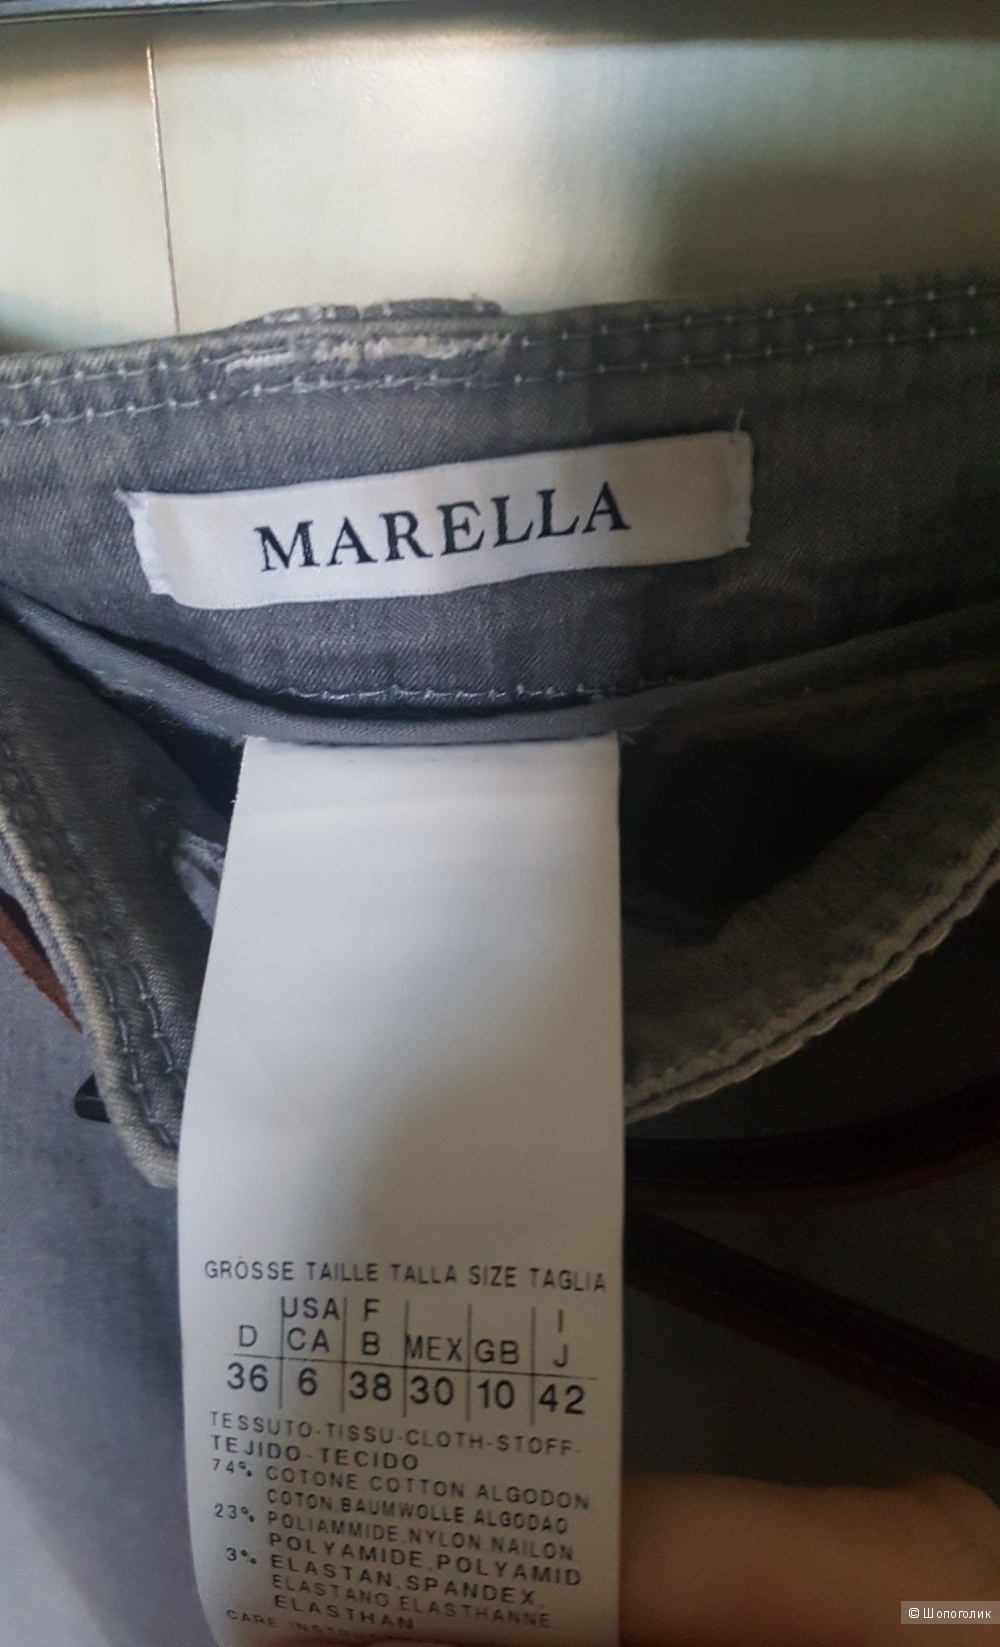 MARELLA
GRÖSSE TAILLE TALLA SIZE TAGLIA
D USA CA F B MEX GB I J
36 6 38 30 10 42
TESSUTO-TISSU-CLOTH-STOFF-
TEJIDO-TECIDO
74% COTONE.COTTON.ALGODON
COTON.BAUMWOLLE.ALGODAO
23% POLIAMMIDE.NYLON.NAILON
POLYAMIDE.POLYAMID
3% ELASTAN.SPANDEX.
ELASTANO.ELASTHANNE
ELASTHAN
CARE
© Шопоголик